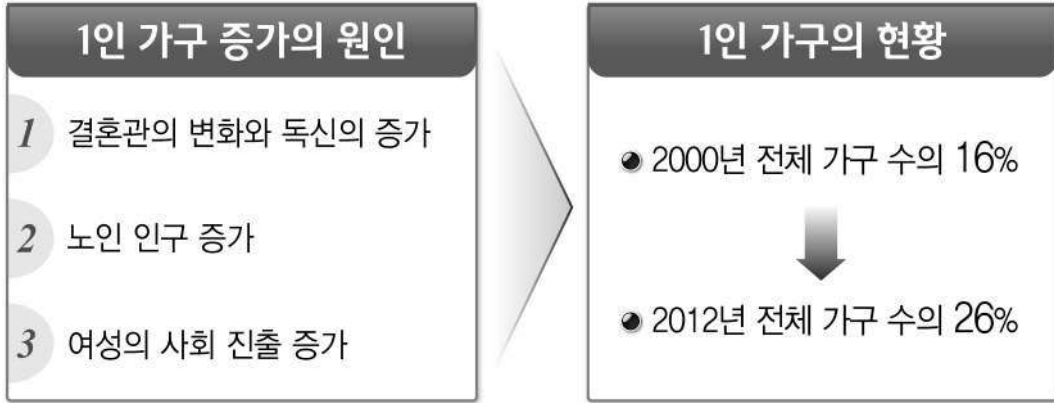 1인 가구 증가의 원인
1 결혼관의 변화와 독신의 증가
2 노인 인구 증가
3 여성의 사회 진출 증가
1인 가구의 현황
2000년 전체 가구 수의 16%
2012년 전체 가구 수의 26%